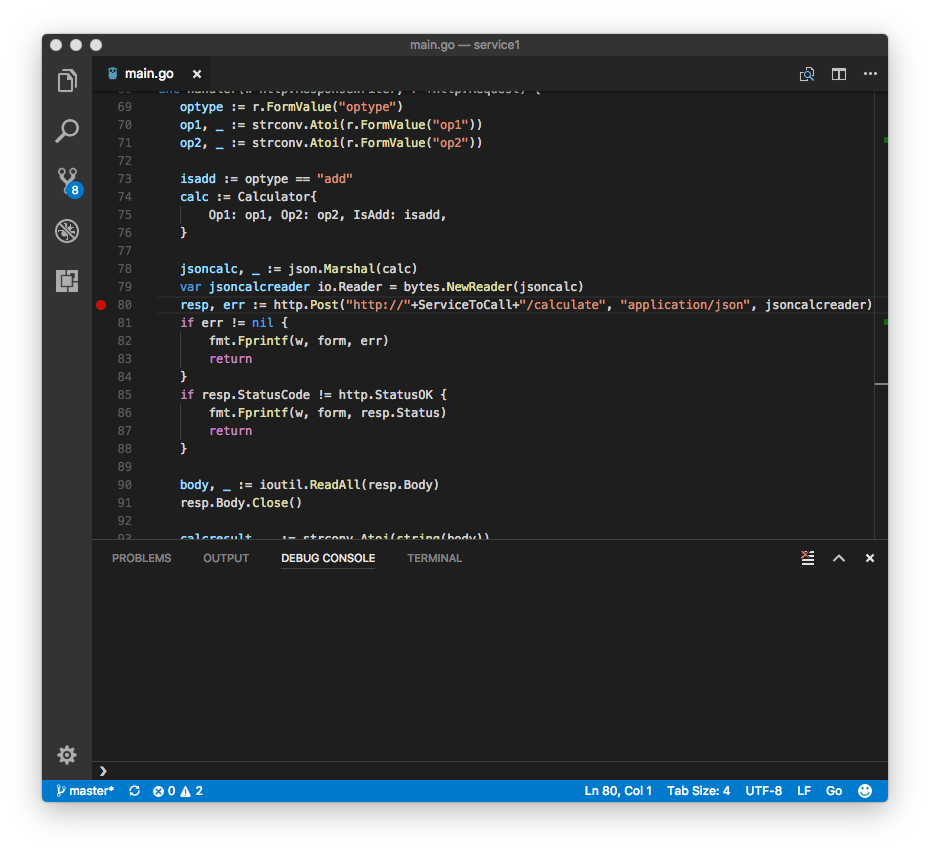 main.go — service1
main.go
69 optype := r.FormValue("optype")
70 op1, _ := strconv.Atoi(r.FormValue("op1"))
71 op2, _ := strconv.Atoi(r.FormValue("op2"))
72
73 isadd := optype == "add"
74 calc := Calculator{
75 Op1: op1, Op2: op2, IsAdd: isadd,
76 }
77
78 jsoncalc, _ := json.Marshal(calc)
79 var jsoncalcreader io.Reader = bytes.NewReader(jsoncalc)
80 resp, err := http.Post("http://"+ServiceToCall+"/calculate", "application/json", jsoncalcreader)
81 if err != nil {
82 fmt.Fprintf(w, form, err)
83 return
84 }
85 if resp.StatusCode != http.StatusOK {
86 fmt.Fprintf(w, form, resp.Status)
87 return
88 }
89
90 body, _ := ioutil.ReadAll(resp.Body)
91 resp.Body.Close()
92
93 calcresult, _ := strconv.Atoi(string(body))
8
PROBLEMS OUTPUT DEBUG CONSOLE TERMINAL
master* 0 2 Ln 80, Col 1 Tab Size: 4 UTF-8 LF Go